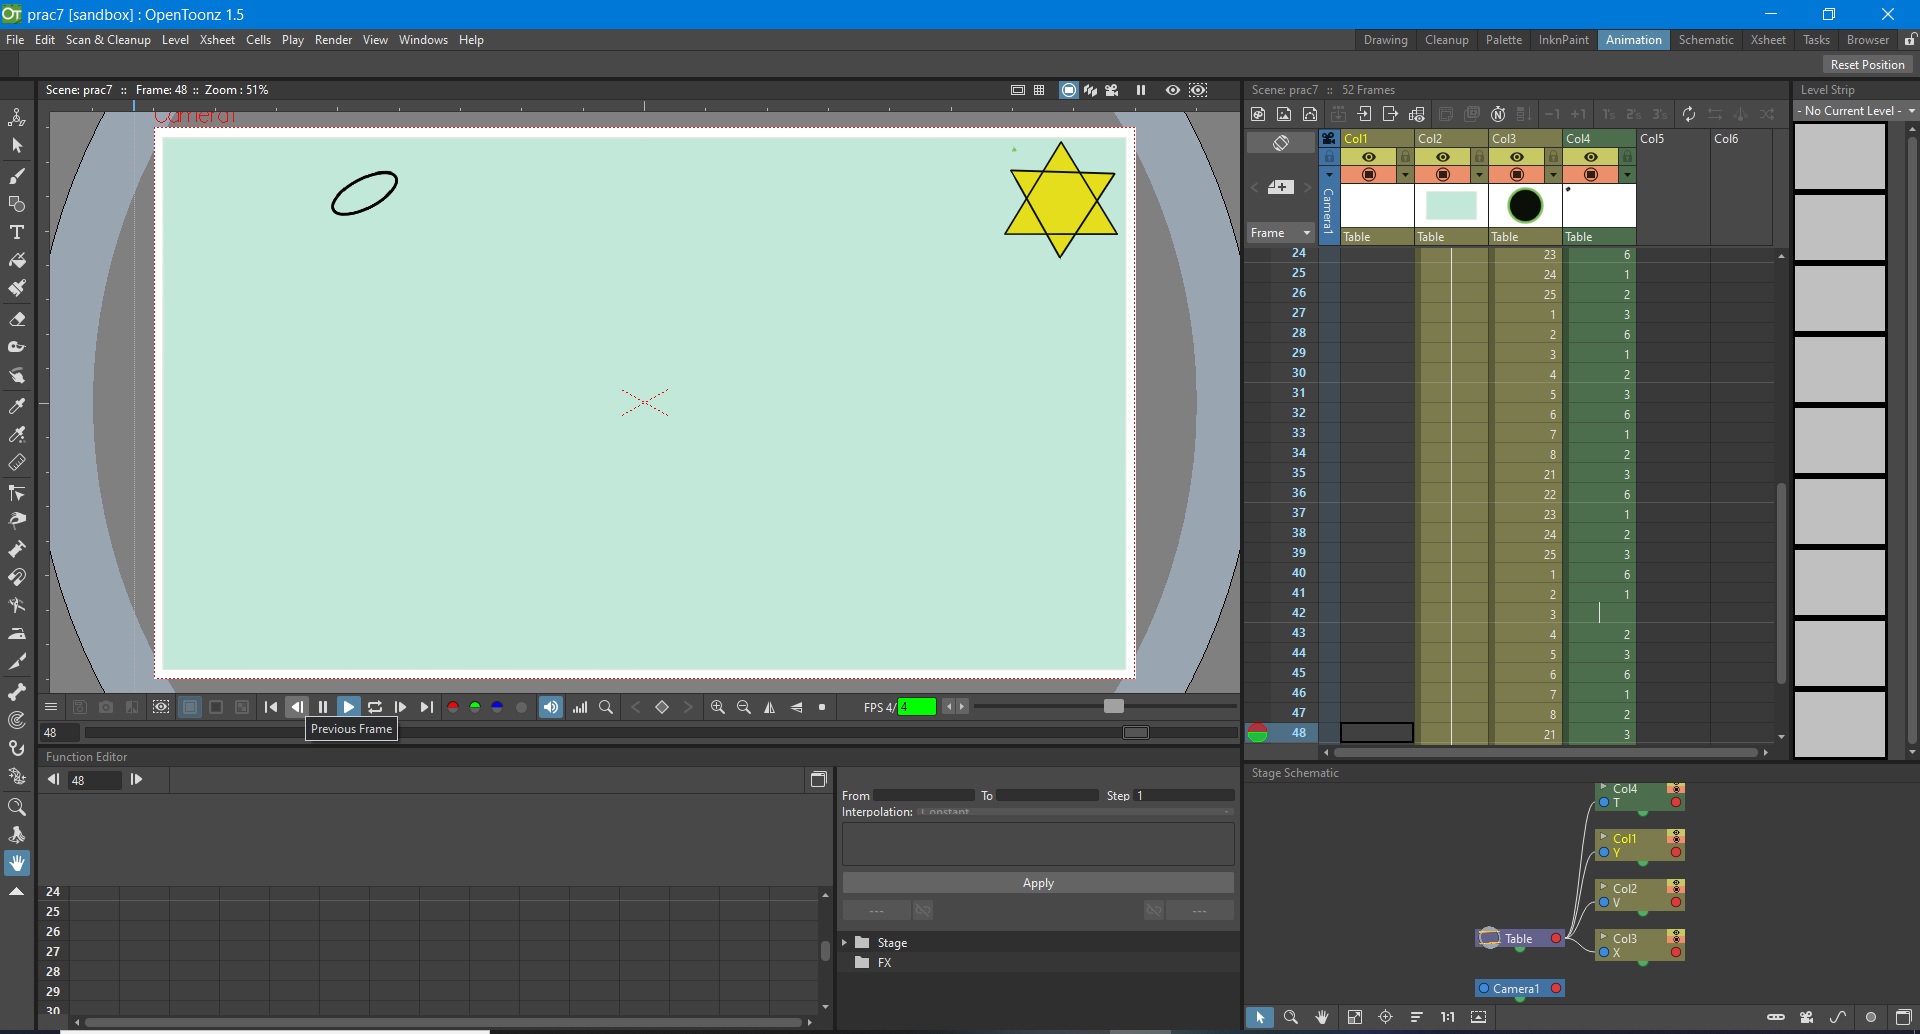 prac7 [sandbox] : OpenToonz 1.5
File Edit Scan & Cleanup Level Xsheet Cells Play Render View Windows Help
Drawing Cleanup Palette InknPaint Animation Schematic Xsheet Tasks Browser
Reset Position
Scene: prac7 :: Frame: 48 :: Zoom : 51%
Camera1
Scene: prac7 :: 52 Frames
Level Strip
- No Current Level -
-1 +1 1's 2's 3's
Col1 Col2 Col3 Col4 Col5 Col6
Camera1
Frame
Table Table Table Table
24 23 6
25 24 1
26 25 2
27 1 3
28 2 6
29 3 1
30 4 2
31 5 3
32 6 6
33 7 1
34 8 2
35 21 3
36 22 6
37 23 1
38 24 2
39 25 3
40 1 6
41 2 1
42 3
43 4 2
44 5 3
45 6 6
46 7 1
47 8 2
48 21 3
FPS 4/ 4
Previous Frame
48
Function Editor
48
From To Step 1
Interpolation: Constant
Apply
--- ---
Stage
FX
24
25
26
27
28
29
30
Stage Schematic
Col4
T
Col1
Y
Col2
V
Table
Col3
X
Camera1
1:1